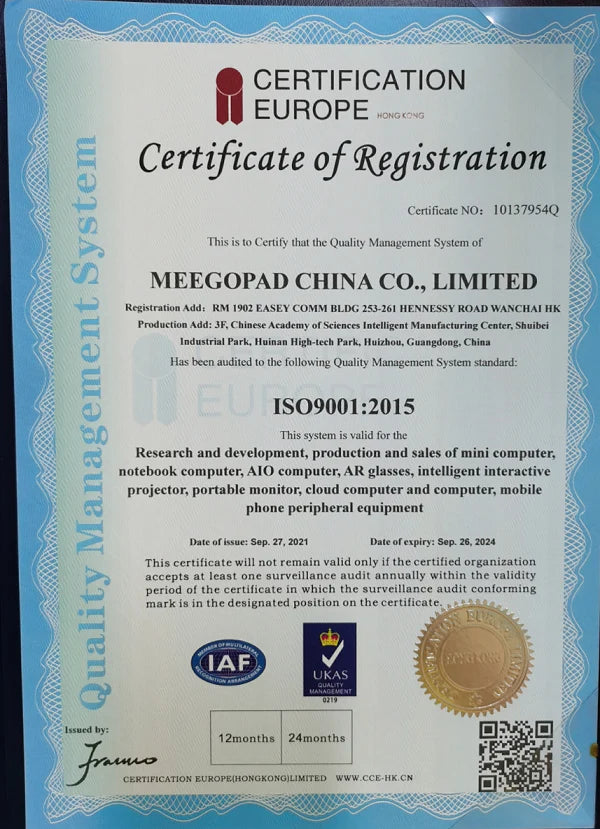 CERTIFICATION
EUROPE HONG KONG
Certificate of Registration
Certificate NO: 10137954Q
This is to Certify that the Quality Management System of
MEEGOPAD CHINA CO., LIMITED
Registration Add: RM 1902 EASEY COMM BLDG 253-261 HENNESSY ROAD WANCHAI HK
Production Add: 3F, Chinese Academy of Sciences Intelligent Manufacturing Center, Shuibei
Industrial Park, Huinan High-tech Park, Huizhou, Guangdong, China
Has been audited to the following Quality Management System standard:
EUROPE
ISO9001:2015
This system is valid for the
Research and development, production and sales of mini computer,
notebook computer, AIO computer, AR glasses, intelligent interactive
projector, portable monitor, cloud computer and computer, mobile
phone peripheral equipment
Date of issue: Sep. 27, 2021 Date of expiry: Sep. 26, 2024
This certificate will not remain valid only if the certified organization
accepts at least one surveillance audit annually within the validity
period of the certificate in which the surveillance audit conforming
mark is in the designated position on the certificate.
Quality Management System
MEMBER OF MULTILATERAL
IAF
RECOGNITION ARRANGEMENT
UKAS
QUALITY
MANAGEMENT
0219
CERTIFICATION EUROPE LIMITED
Issued by:
12months 24months
CERTIFICATION EUROPE(HONGKONG)LIMITED WWW.CCE-HK.CN